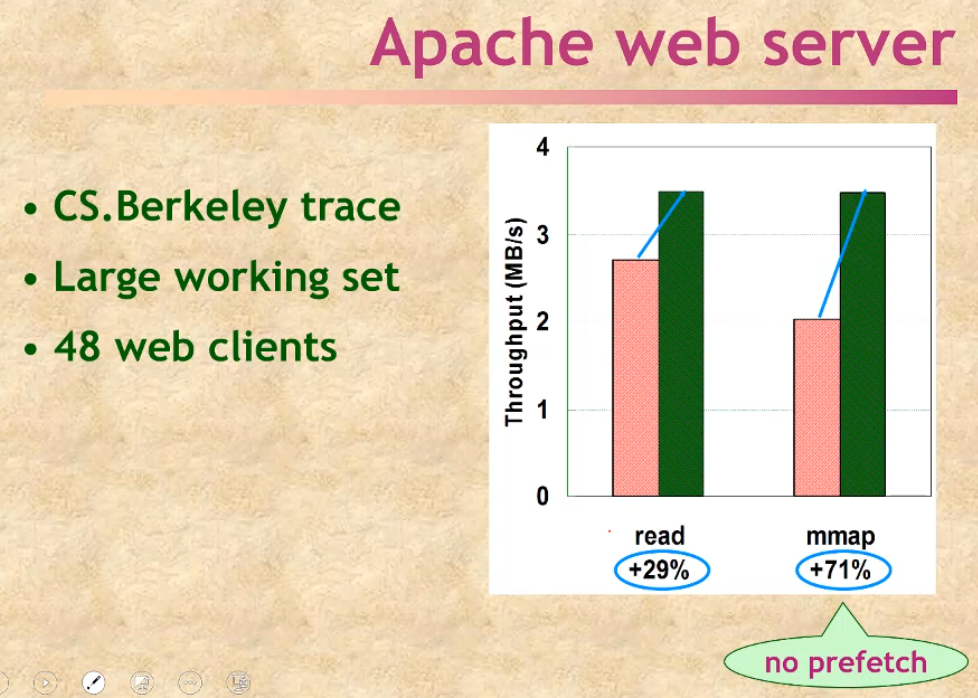 Apache web server
• CS.Berkeley trace
• Large working set
• 48 web clients
Throughput (MB/s)
4
3
2
1
0
read
mmap
+29%
+71%
no prefetch